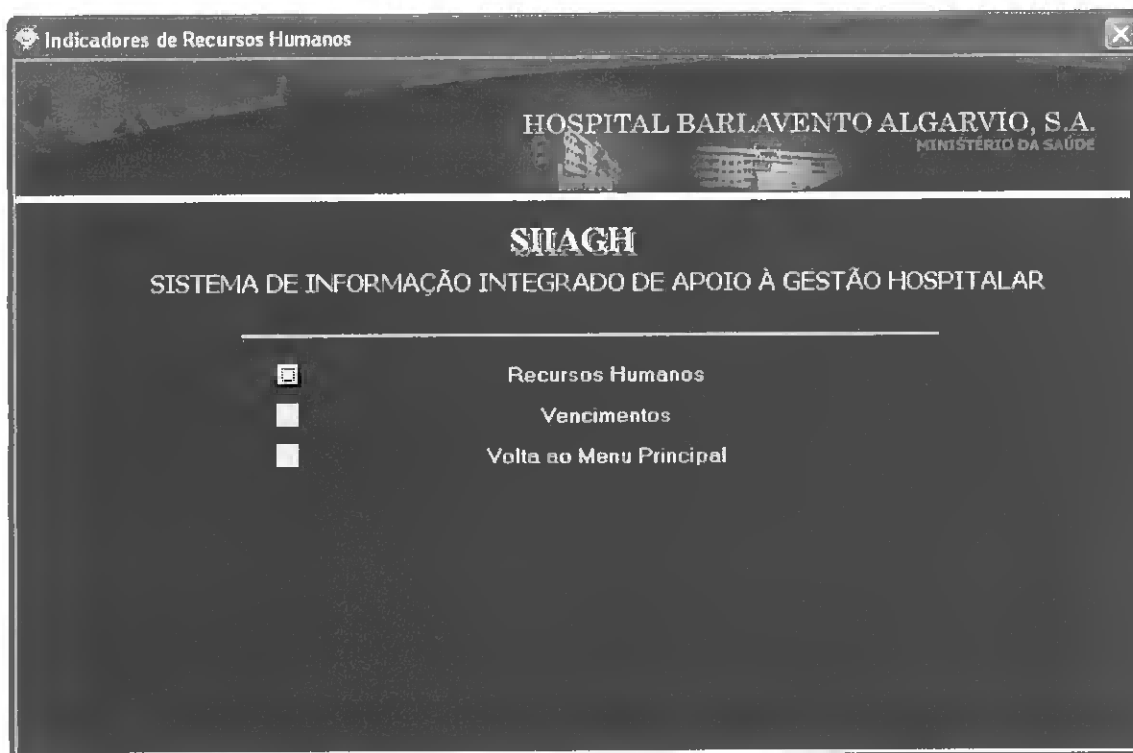 Indicadores de Recursos Humanos
HOSPITAL BARLAVENTO ALGARVIO, S.A.
MINISTÉRIO DA SAÚDE
SIIAGH
SISTEMA DE INFORMAÇÃO INTEGRADO DE APOIO À GESTÃO HOSPITALAR
Recursos Humanos
Vencimentos
Volta ao Menu Principal